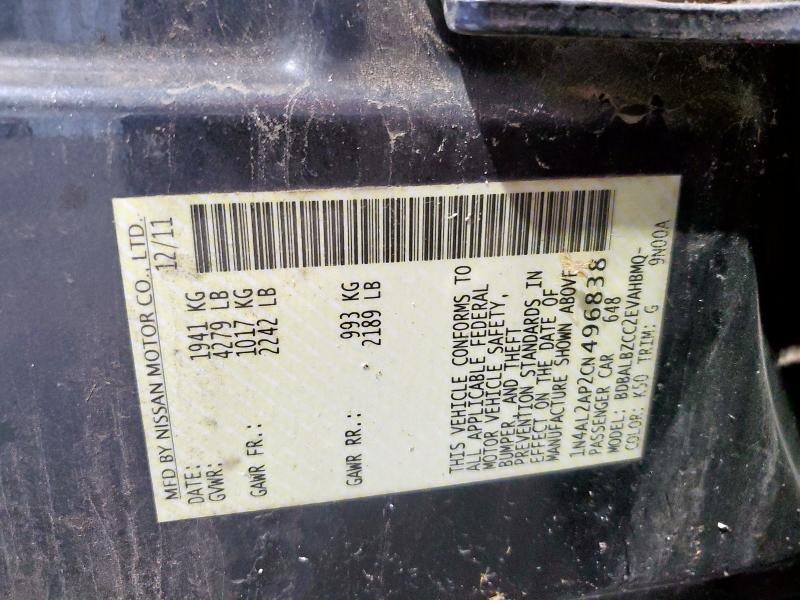 MFD BY NISSAN MOTOR CO., LTD.
DATE: 12/11
GVWR: 1941 KG
4279 LB
GAWR FR.: 1017 KG
2242 LB
GAWR RR.: 993 KG
2189 LB
THIS VEHICLE CONFORMS TO
ALL APPLICABLE FEDERAL
MOTOR VEHICLE SAFETY,
BUMPER, AND THEFT
PREVENTION STANDARDS IN
EFFECT ON THE DATE OF
MANUFACTURE SHOWN ABOVE
1N4AL2AP2CN496838
PASSENGER CAR 648
MODEL: BDBALBZCCZEVAHBMQ-
COLOR: K50 TRIM: G 9N00A